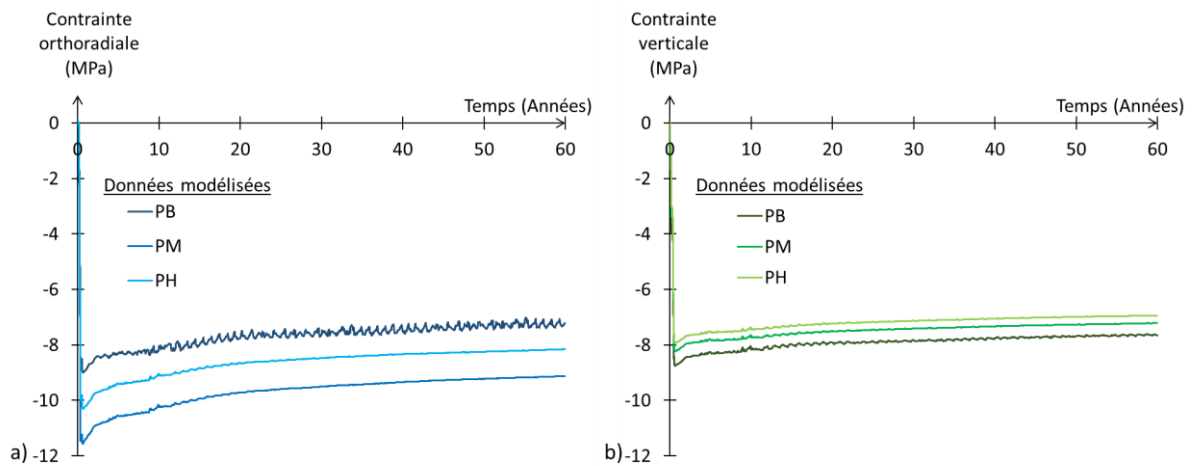 Contrainte
orthoradiale
(MPa)
Temps (Années)
0
0 10 20 30 40 50 60
Données modélisées
-2
PB
-4
PM
PH
-6
-8
-10
-12
a)
Contrainte
verticale
(MPa)
Temps (Années)
0
0 10 20 30 40 50 60
Données modélisées
-2
PB
-4
PM
PH
-6
-8
-10
-12
b)